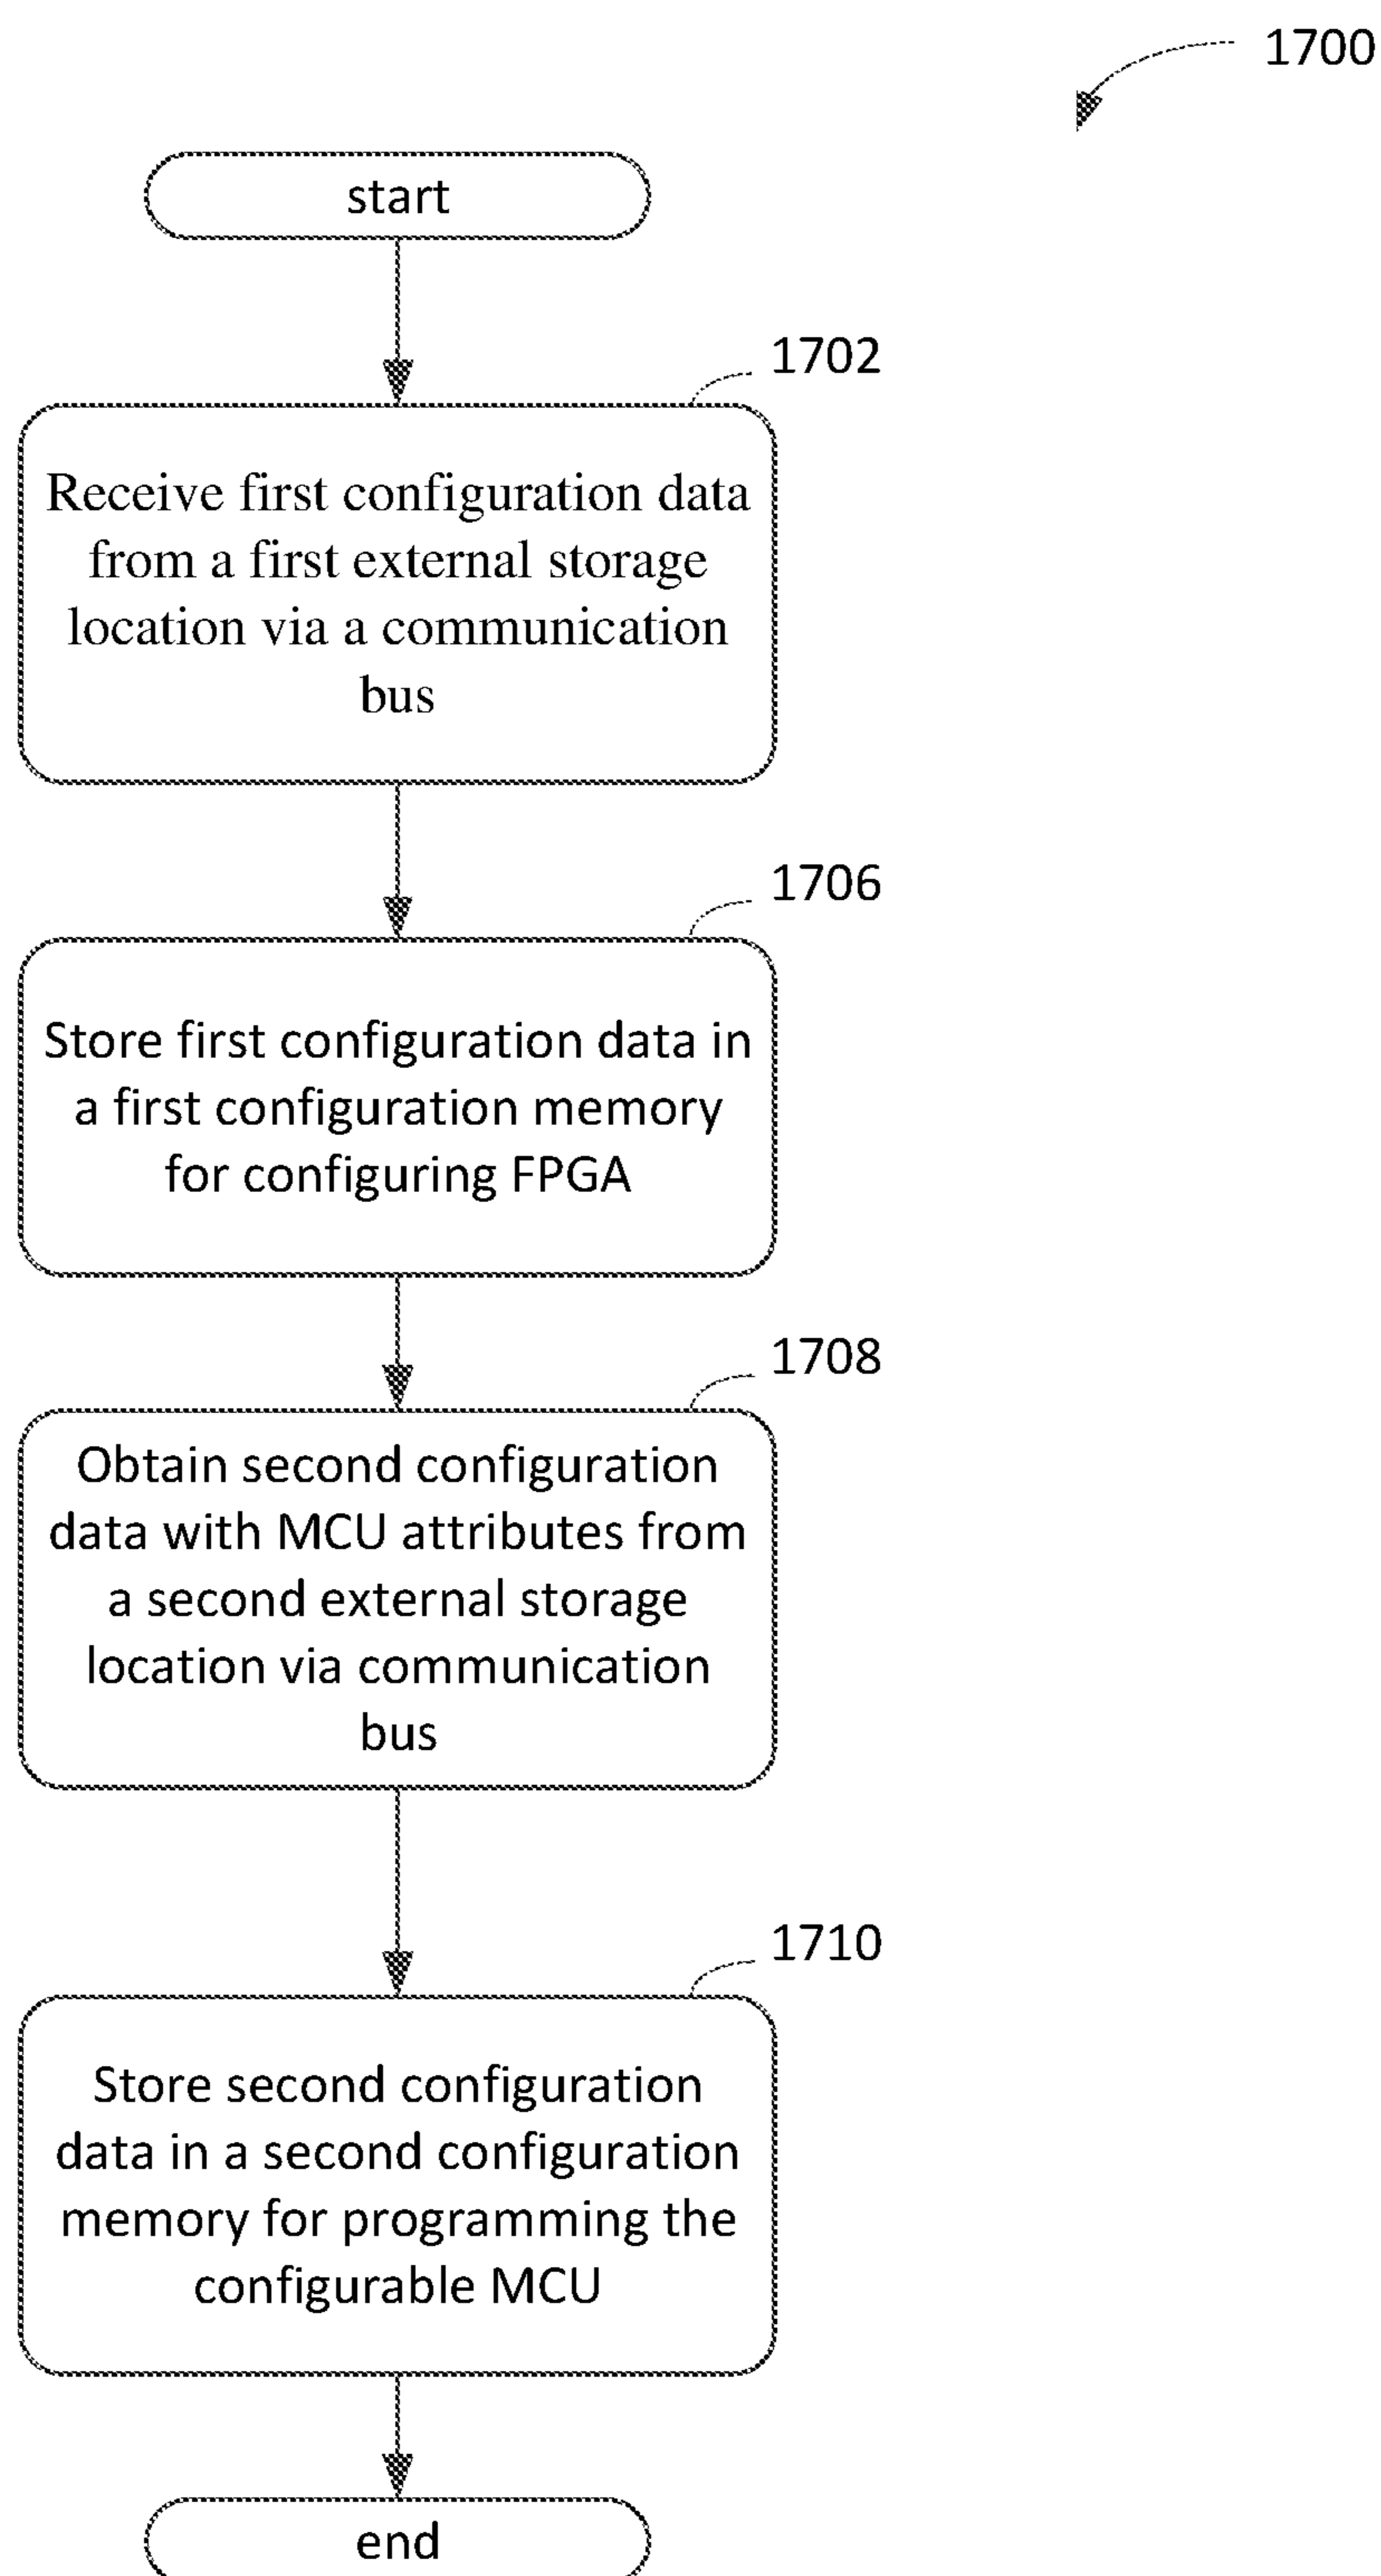 1700
start
1702
Receive first configuration data
from a first external storage
location via a communication
bus
1706
Store first configuration data in
a first configuration memory
for configuring FPGA
1708
Obtain second configuration
data with MCU attributes from
a second external storage
location via communication
bus
1710
Store second configuration
data in a second configuration
memory for programming the
configurable MCU
end